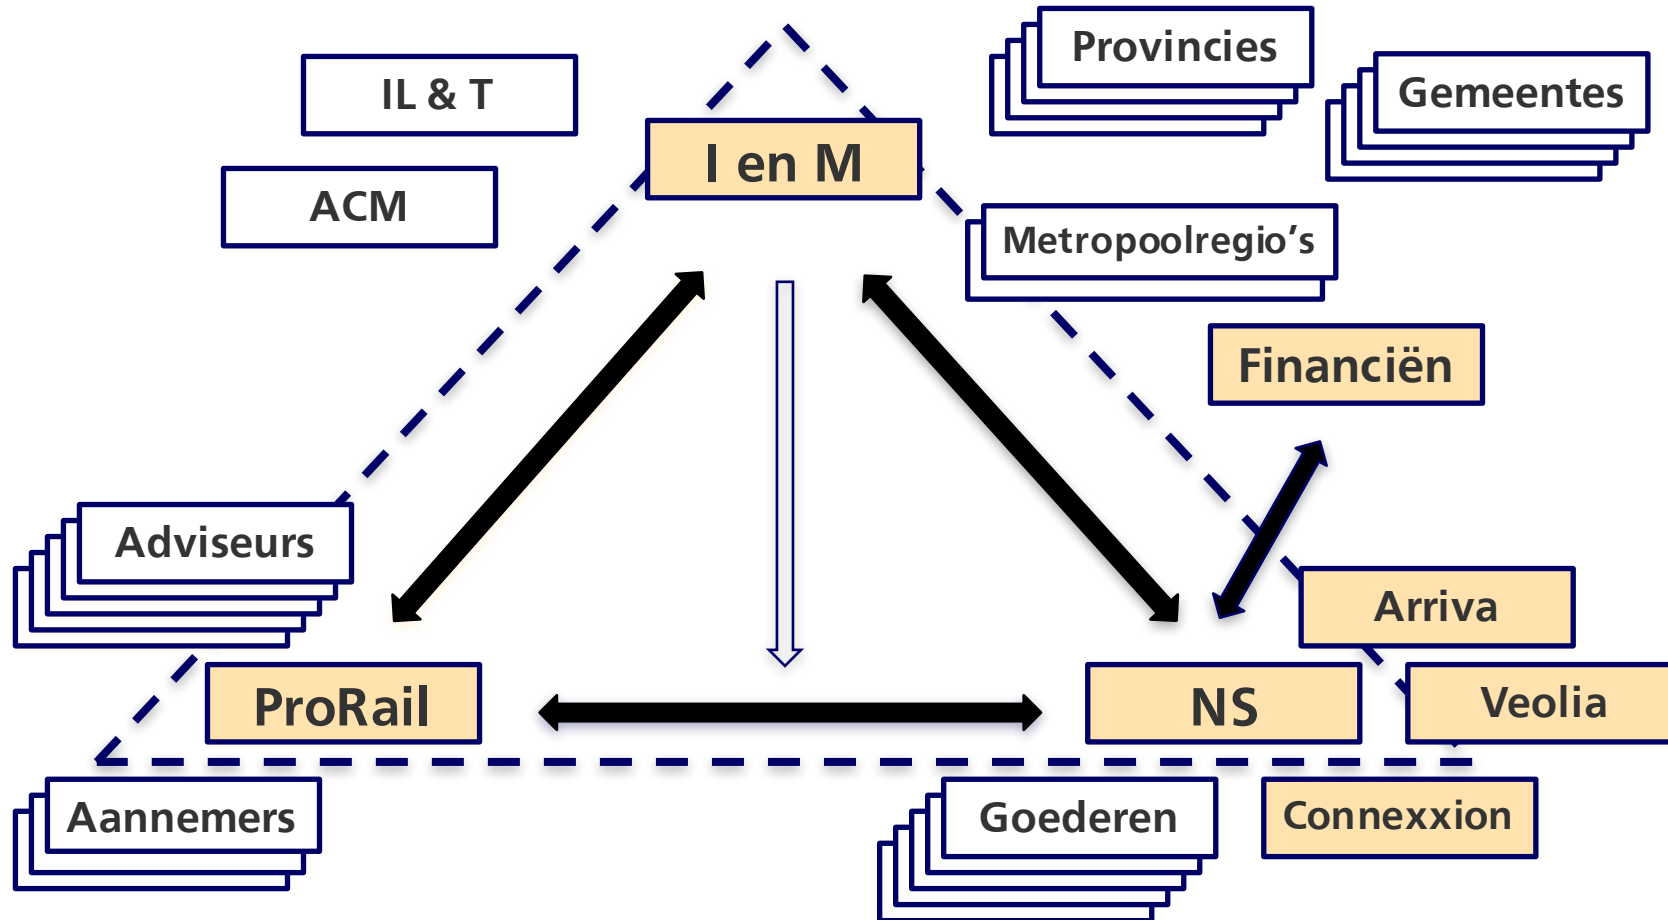 Provincies
IL & T
Gemeentes
I en M
ACM
Metropoolregio’s
Financiën
Adviseurs
Arriva
ProRail
NS
Veolia
Aannemers
Goederen
Connexxion